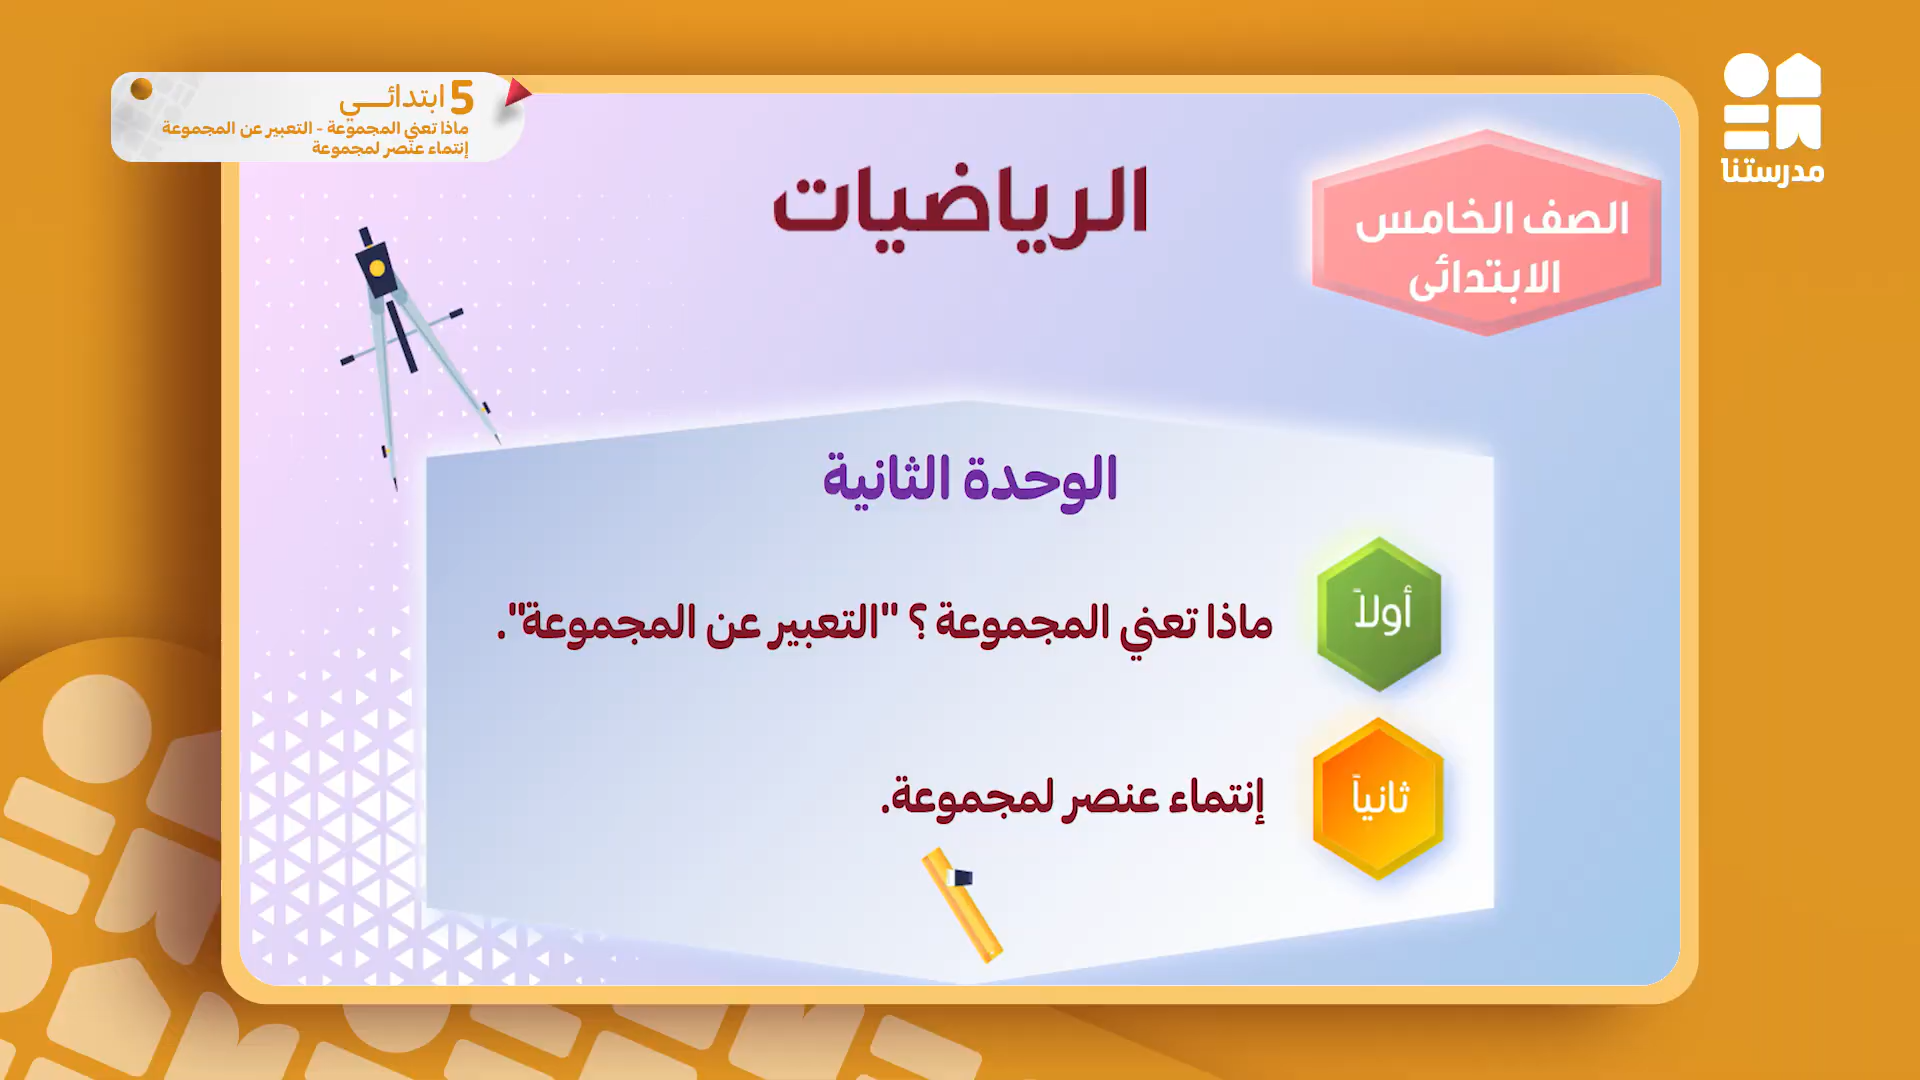 5 ابتدائـــي
ماذا تعني المجموعة - التعبير عن المجموعة
إنتماء عنصر لمجموعة
مدرستنا
الصف الخامس
الابتدائى
الرياضيات
الوحدة الثانية
أولاً
ماذا تعني المجموعة ؟ "التعبير عن المجموعة".
ثانياً
إنتماء عنصر لمجموعة.